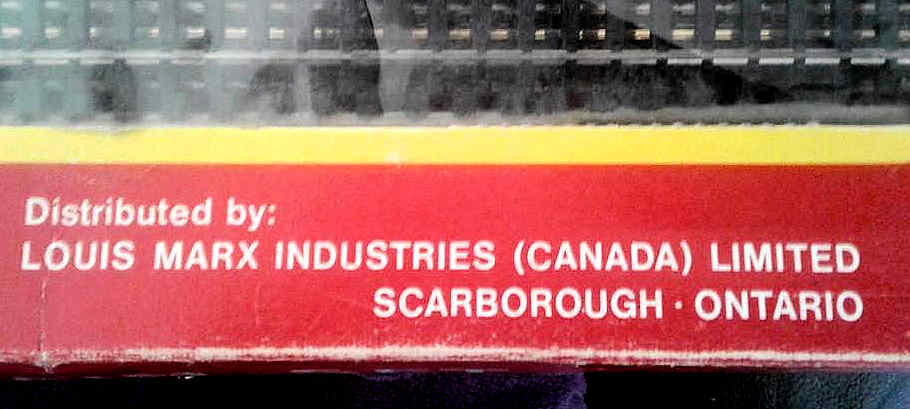 Distributed by:
LOUIS MARX INDUSTRIES (CANADA) LIMITED
SCARBOROUGH · ONTARIO